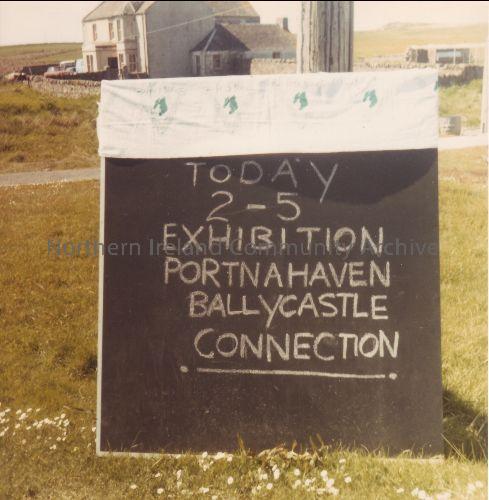 TODAY
2-5
EXHIBITION
Northern Ireland Community Archive
PORTNAHAVEN
BALLYCASTLE
CONNECTION